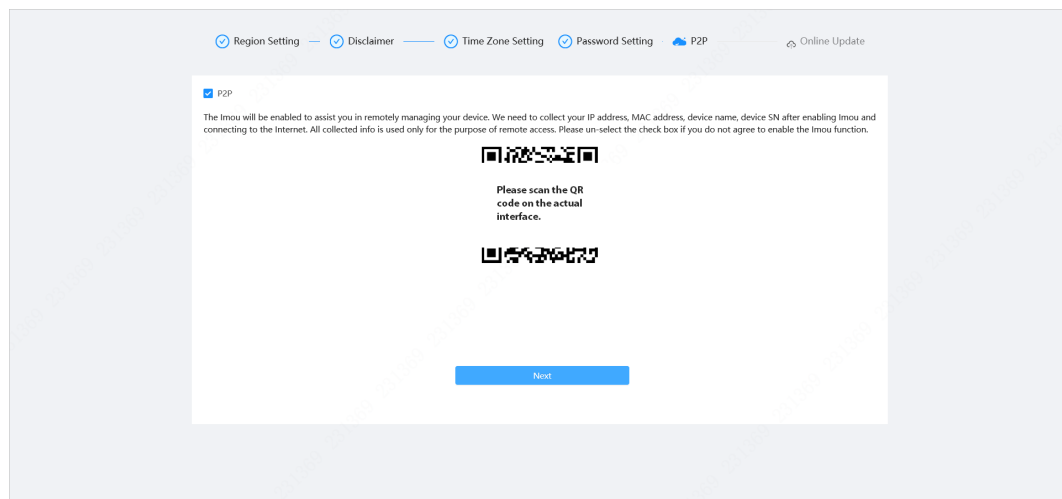 Region Setting
Disclaimer
Time Zone Setting
Password Setting
P2P
Online Update
P2P
The Imou will be enabled to assist you in remotely managing your device. We need to collect your IP address, MAC address, device name, device SN after enabling Imou and
connecting to the Internet. All collected info is used only for the purpose of remote access. Please un-select the check box if you do not agree to enable the Imou function.
Please scan the QR
code on the actual
interface.
Next